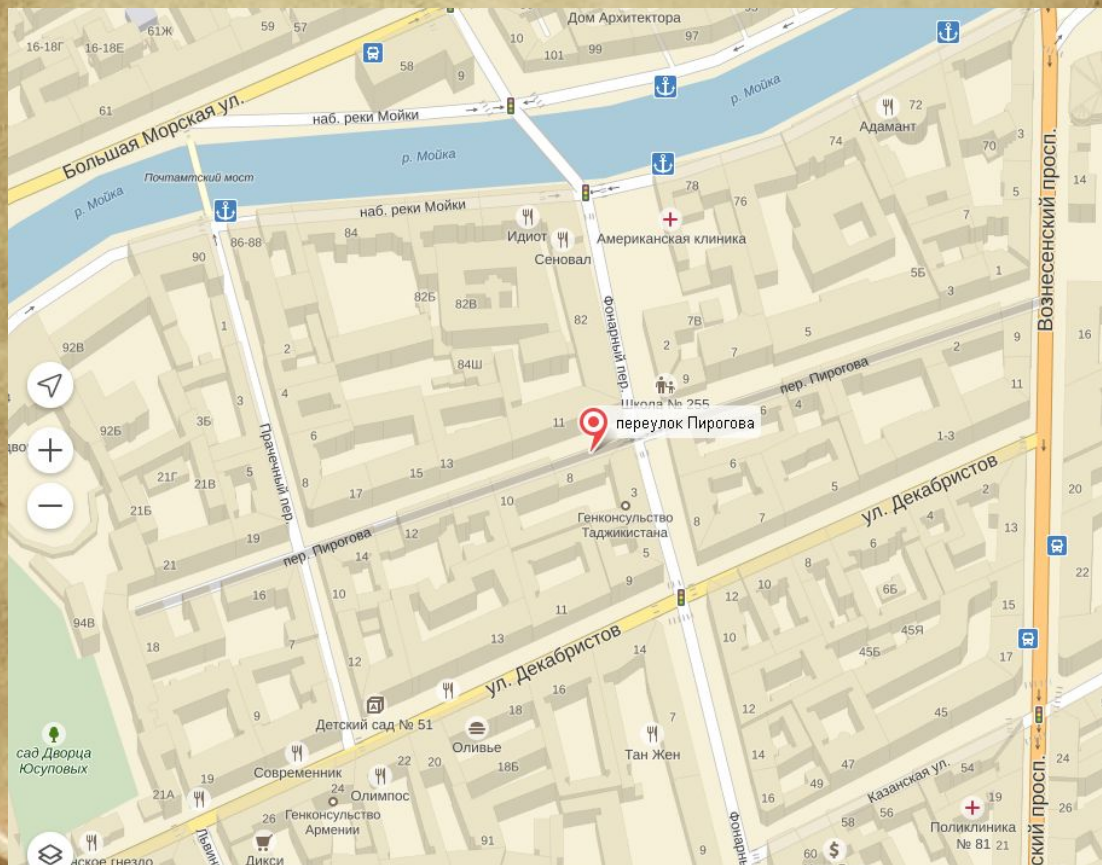 61Ж
59
57
Дом Архитектора
16-18Г
16-18Е
10
97
101
99
58
9
61
Большая Морская ул.
наб. реки Мойки
р. Мойка
72
Адамант
3
74
70
Вознесенский просп.
р. Мойка
Почтамтский мост
р. Мойка
14
5
78
76
наб. реки Мойки
Идиот
Американская клиника
84
86-88
Сеновал
90
5Б
1
3
82Б
82В
Фонарный пер.
82
7В
5
16
1
92В
2
2
7
2
9
84Ш
пер. Пирогова
9
11
4
Школа № 255
4
6
3Б
11
переулок Пирогова
92Б
Прачечный пер.
6
1-3
5
15
13
8
6
ул. Декабристов
21Г
21В
8
17
10
5
2
20
3
21Б
Генконсульство
Таджикистана
8
7
4
13
19
12
пер. Пирогова
6
21
14
5
8
22
16
10
9
12
10
6Б
94В
11
15
45Я
18
7
13
10
45Б
17
12
ул. Декабристов
14
16
Детский сад № 51
18
7
12
45
9
Оливье
сад Дворца
Юсуповых
Тан Жен
22
20
18Б
14
47
24
Современник
19
54
Казанская ул.
49
24
Олимпос
21А
16
19
26
Генконсульство
Армении
58
56
Поликлиника
№ 81
21
26
91
Дикси
9
60